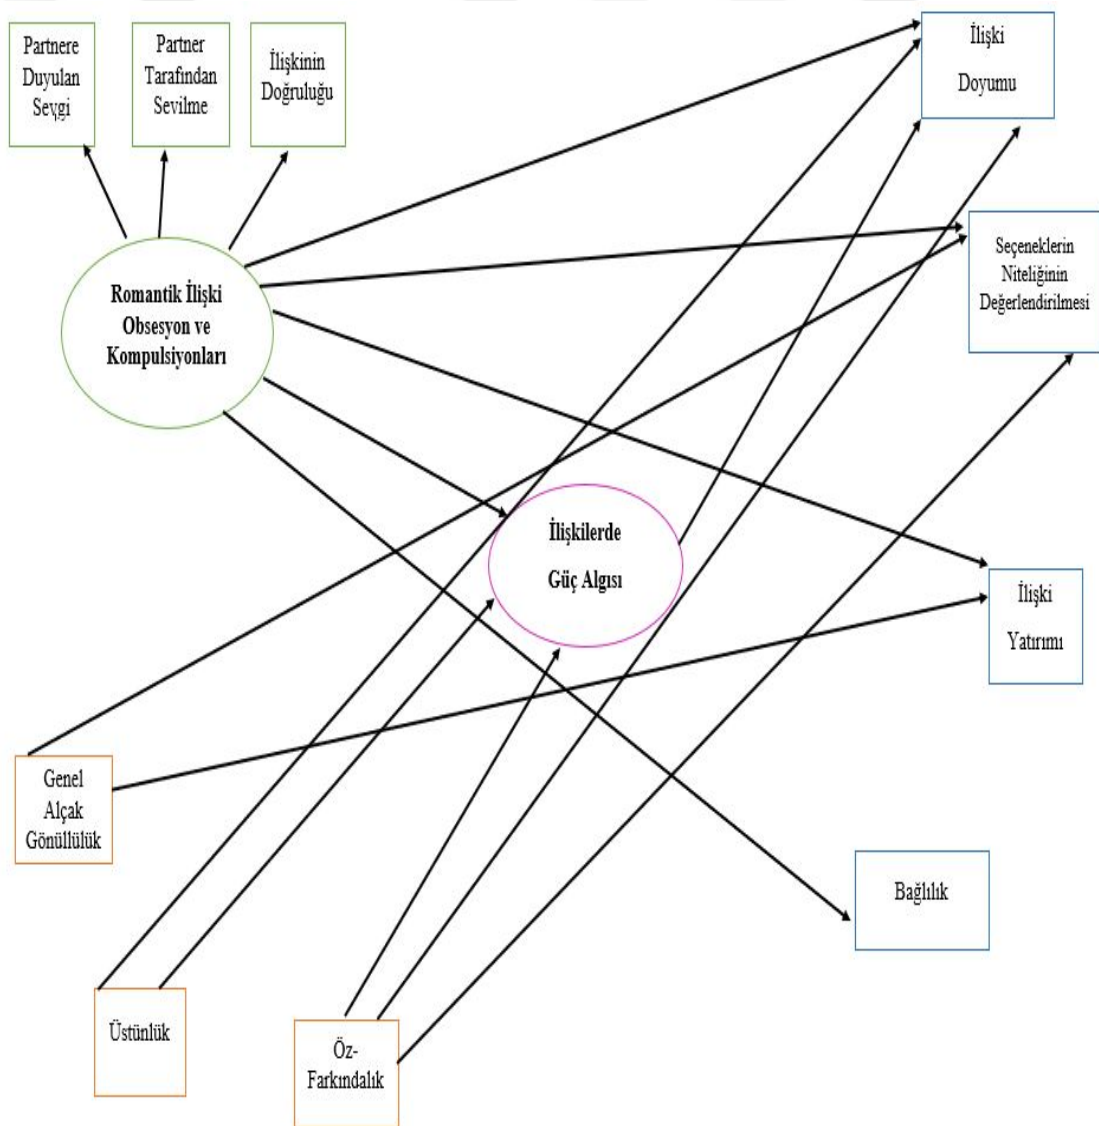 Partnere
Duyulan
Sevgi
Partner
Tarafından
Sevilme
İlişkinin
Doğruluğu
İlişki
Doyumu
Romantik İlişki
Obsesyon ve
Kompulsiyonları
Seçeneklerin
Niteliğinin
Değerlendirilmesi
İlişkilerde
Güç Algısı
İlişki
Yatırımı
Genel
Alçak
Gönüllülük
Bağlılık
Üstünlük
Öz-
Farkındalık